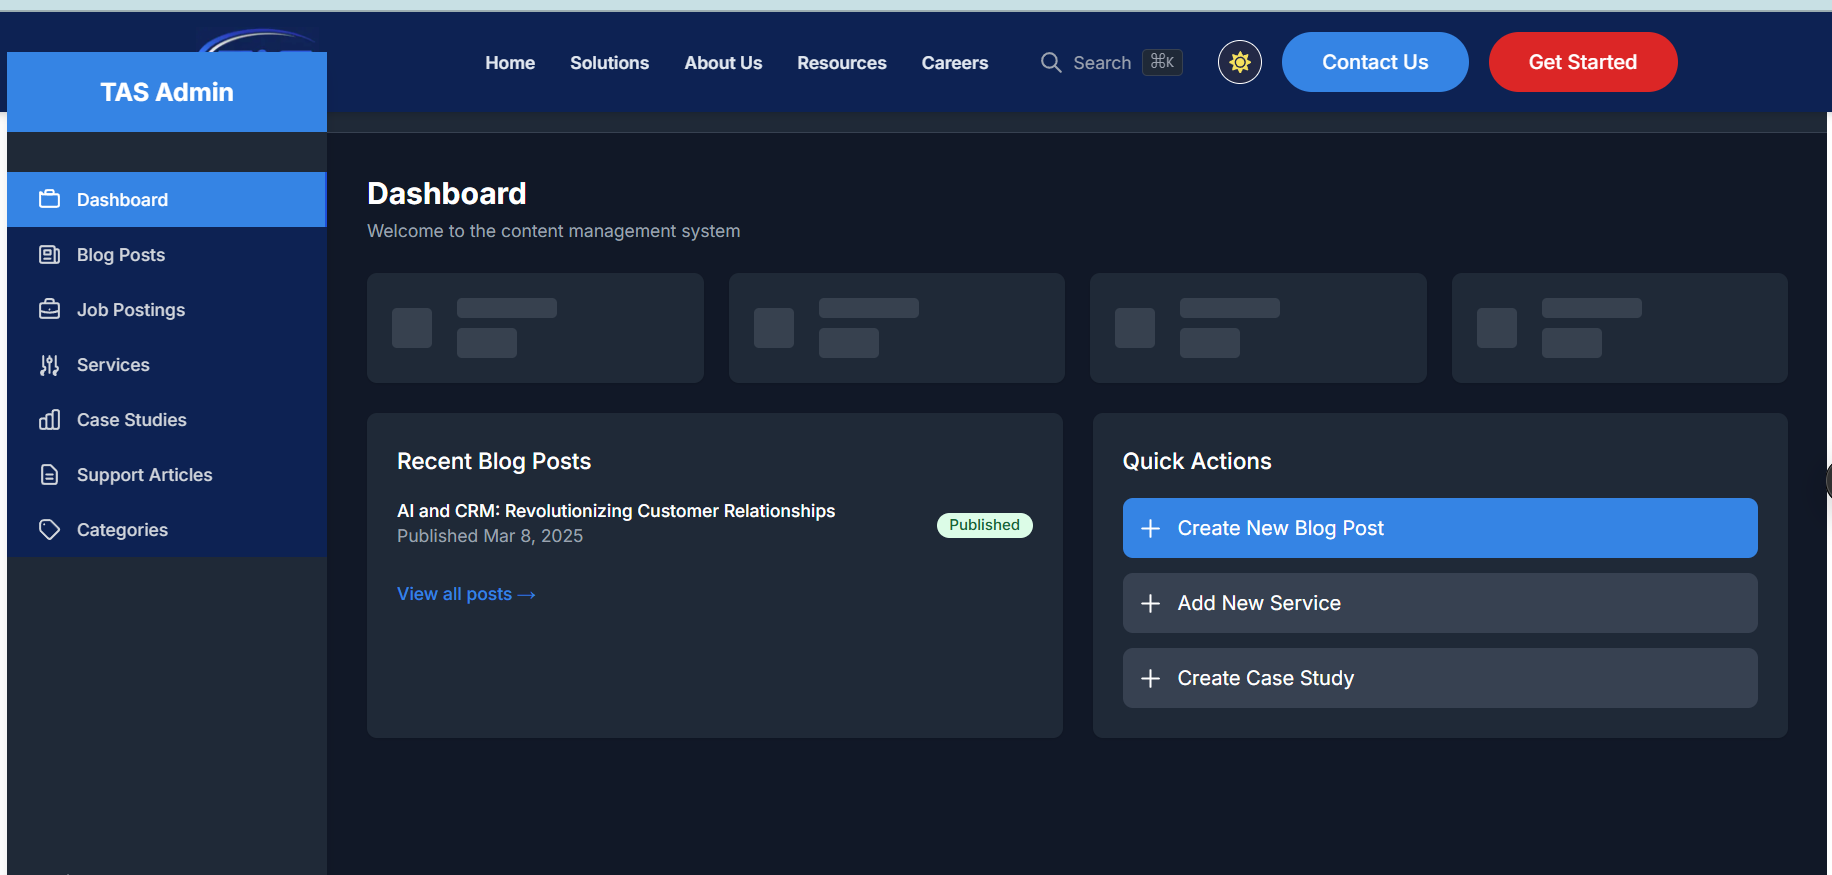 Home
Solutions
About Us
Resources
Careers
Search
⌘K
Contact Us
Get Started
TAS Admin
Dashboard
Blog Posts
Job Postings
Services
Case Studies
Support Articles
Categories
Dashboard
Welcome to the content management system
Recent Blog Posts
AI and CRM: Revolutionizing Customer Relationships
Published Mar 8, 2025
Published
View all posts →
Quick Actions
+ Create New Blog Post
+ Add New Service
+ Create Case Study